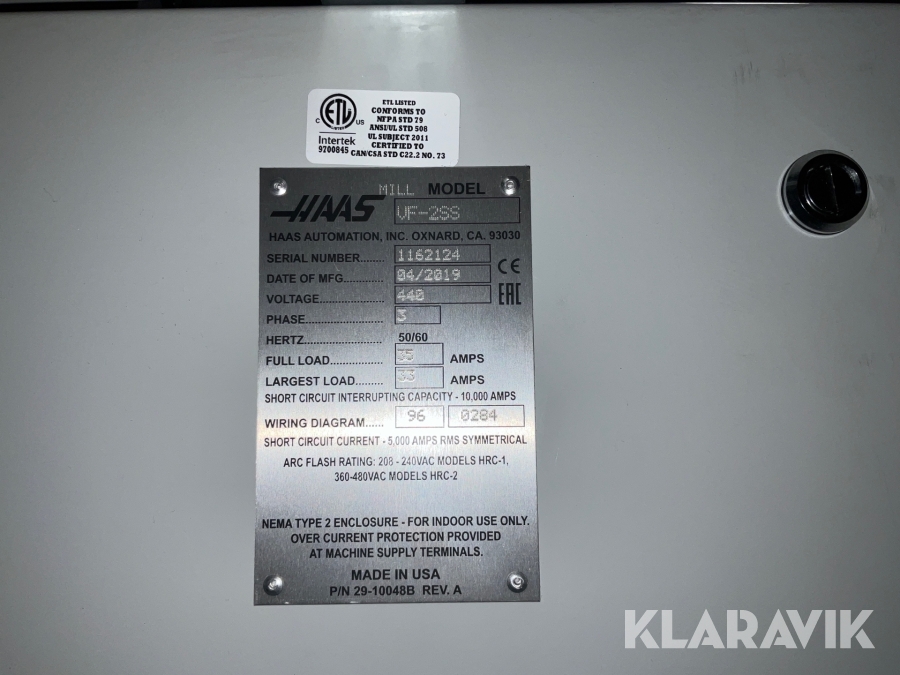 ETL LISTED
CONFORMS TO
NFPA STD 79
ANSI/UL STD 508
UL SUBJECT 2011
CERTIFIED TO
CAN/CSA STD C22.2 NO. 73
C ETL US
LISTED
Intertek
9700845
MILL MODEL
HAAS VF-2SS
HAAS AUTOMATION, INC. OXNARD, CA. 93030
SERIAL NUMBER....... 1162124
DATE OF MFG........... 04/2019
CE
VOLTAGE................ 440
EAC
PHASE.................... 3
HERTZ.................... 50/60
FULL LOAD.............. 35 AMPS
LARGEST LOAD......... 33 AMPS
SHORT CIRCUIT INTERRUPTING CAPACITY - 10,000 AMPS
WIRING DIAGRAM...... 96 0284
SHORT CIRCUIT CURRENT - 5,000 AMPS RMS SYMMETRICAL
ARC FLASH RATING: 208 - 240VAC MODELS HRC-1,
360-480VAC MODELS HRC-2
NEMA TYPE 2 ENCLOSURE - FOR INDOOR USE ONLY.
OVER CURRENT PROTECTION PROVIDED
AT MACHINE SUPPLY TERMINALS.
MADE IN USA
P/N 29-10048B REV. A
KLARAVIK